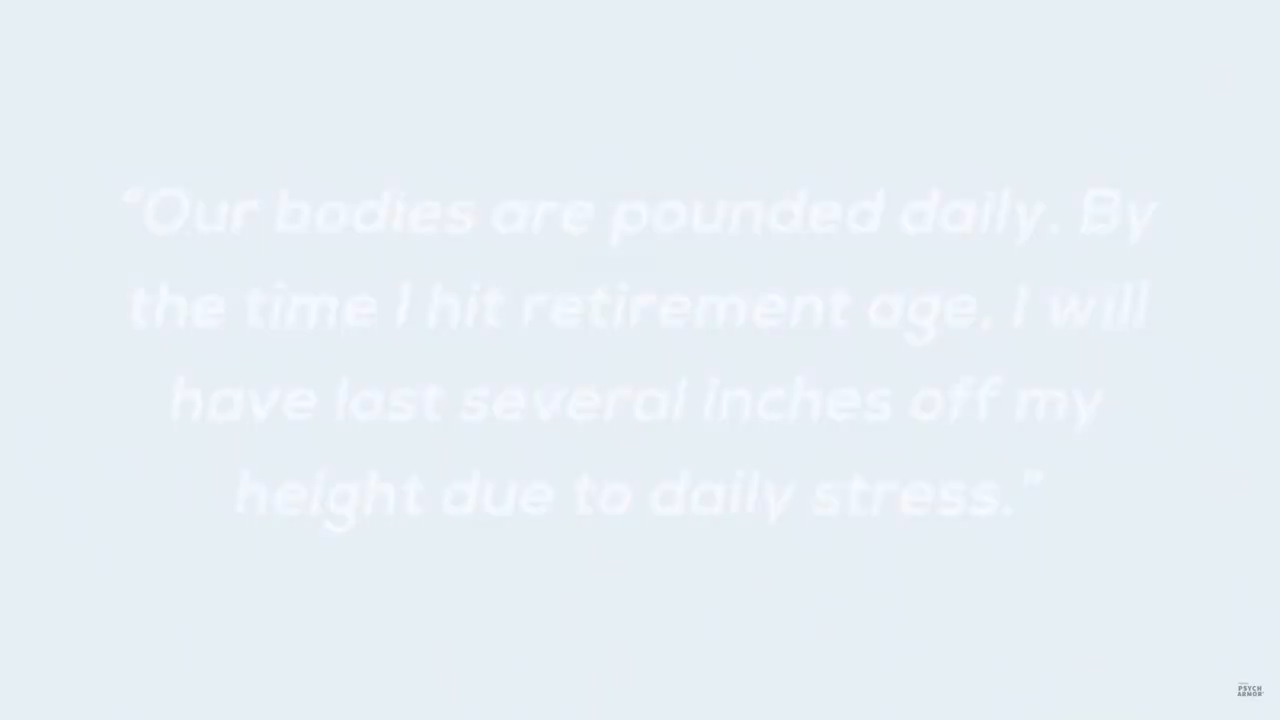 “Our bodies are pounded daily. By
the time I hit retirement age, I will
have lost several inches off my
height due to daily stress.”
PSYCH
ARMOR